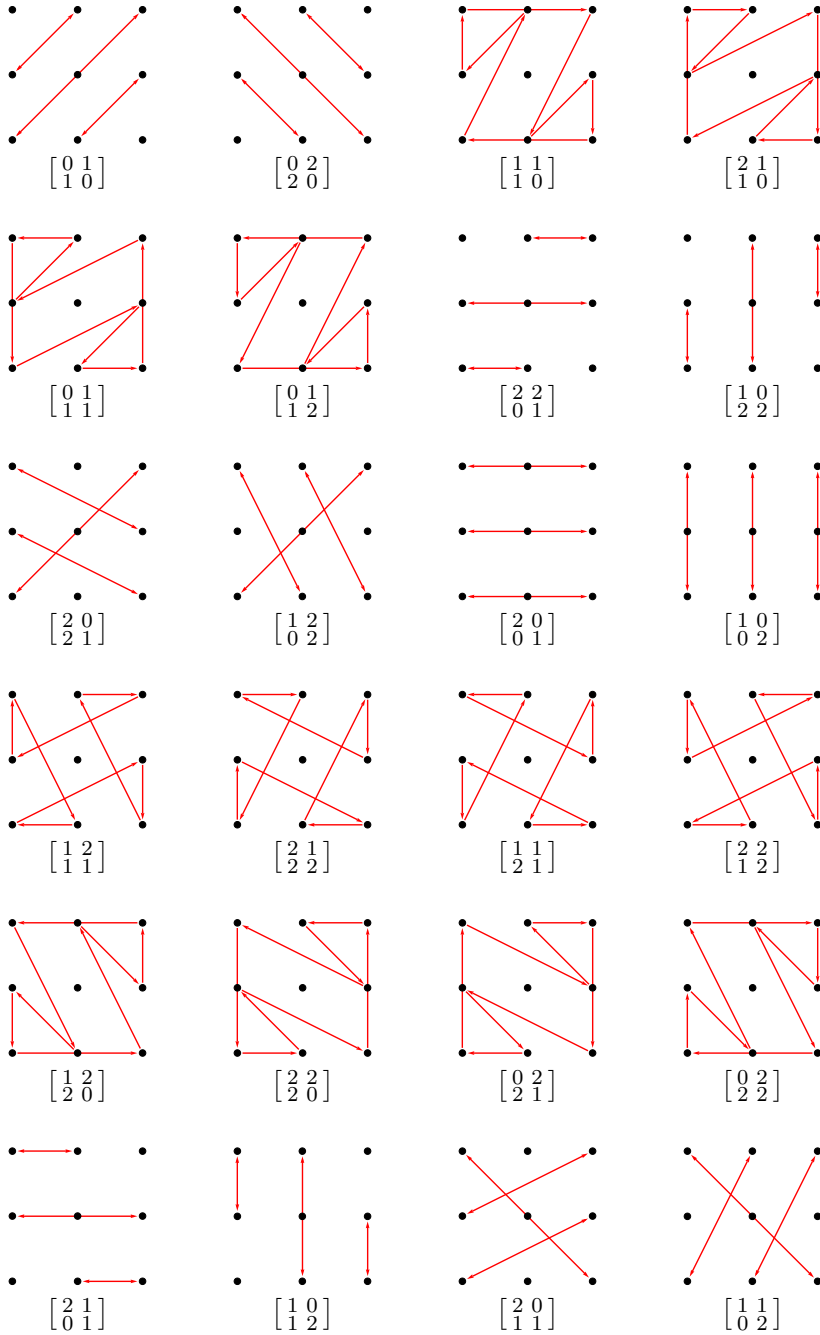 [0 1 [0 2 [1 1 [2 1
1 0] 2 0] 1 0] 1 0]
[0 1 [0 1 [2 2 [1 0
1 1] 1 2] 0 1] 2 2]
[2 0 [1 2 [2 0 [1 0
2 1] 0 2] 0 1] 0 2]
[1 2 [2 1 [1 1 [2 2
1 1] 2 2] 2 1] 1 2]
[1 2 [2 2 [0 2 [0 2
2 0] 2 0] 2 1] 2 2]
[2 1 [1 0 [2 0 [1 1
0 1] 1 2] 1 1] 0 2]